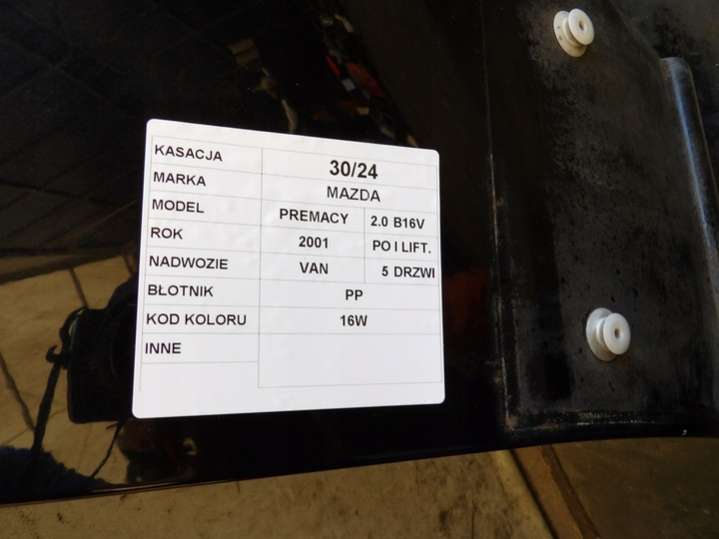 KASACJA 30/24
MARKA MAZDA
MODEL PREMACY 2.0 B16V
ROK 2001 PO I LIFT.
NADWOZIE VAN 5 DRZWI
BŁOTNIK PP
KOD KOLORU 16W
INNE